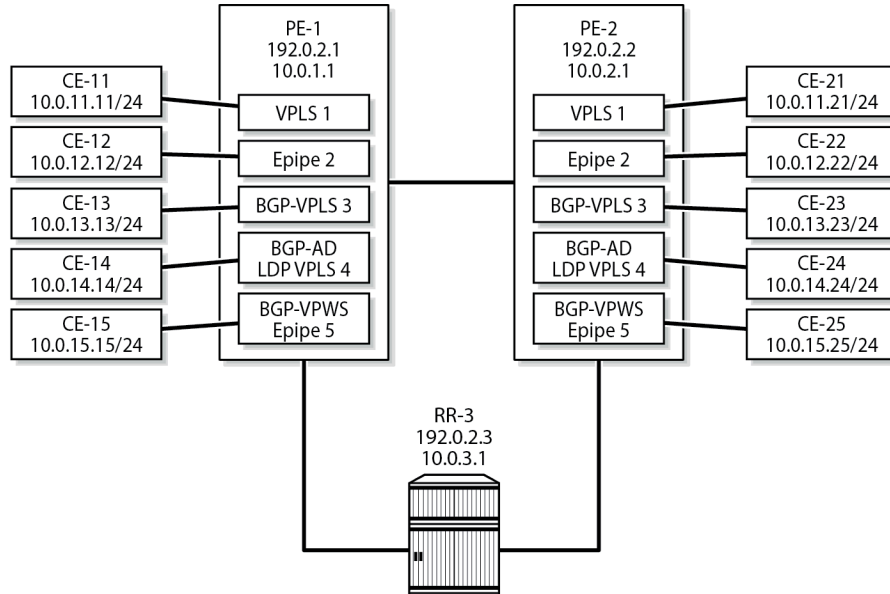 PE-1
192.0.2.1
10.0.1.1
PE-2
192.0.2.2
10.0.2.1
CE-11
10.0.11.11/24
CE-12
10.0.12.12/24
CE-13
10.0.13.13/24
CE-14
10.0.14.14/24
CE-15
10.0.15.15/24
VPLS 1
Epipe 2
BGP-VPLS 3
BGP-AD
LDP VPLS 4
BGP-VPWS
Epipe 5
VPLS 1
Epipe 2
BGP-VPLS 3
BGP-AD
LDP VPLS 4
BGP-VPWS
Epipe 5
CE-21
10.0.11.21/24
CE-22
10.0.12.22/24
CE-23
10.0.13.23/24
CE-24
10.0.14.24/24
CE-25
10.0.15.25/24
RR-3
192.0.2.3
10.0.3.1